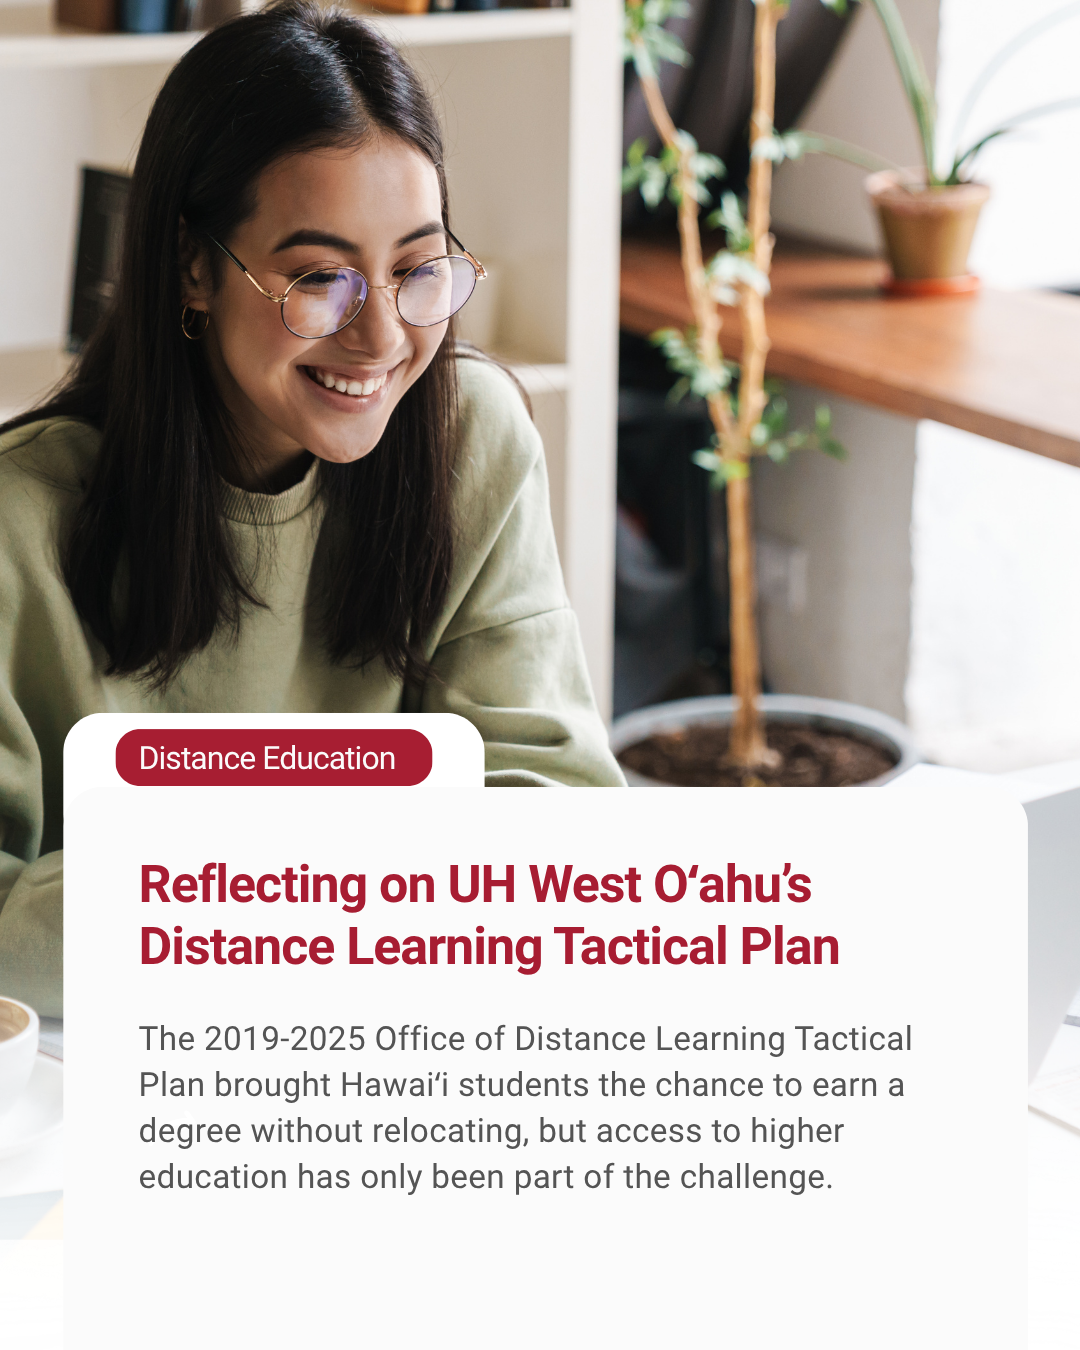 Distance Education
Reflecting on UH West Oʻahu’s
Distance Learning Tactical Plan
The 2019-2025 Office of Distance Learning Tactical
Plan brought Hawaiʻi students the chance to earn a
degree without relocating, but access to higher
education has only been part of the challenge.